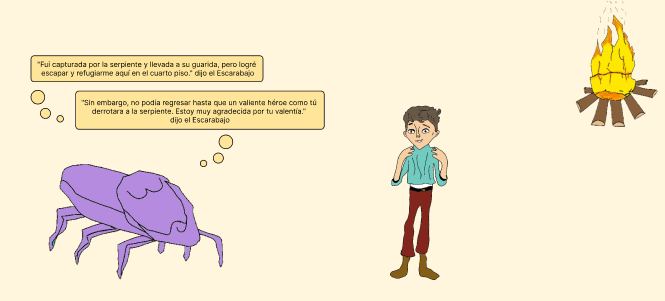 "Fui capturada por la serpiente y llevada a su guarida, pero logré
escapar y refugiarme aquí en el cuarto piso." dijo el Escarabajo
"Sin embargo, no podía regresar hasta que un valiente héroe como tú
derrotara a la serpiente. Estoy muy agradecida por tu valentía."
dijo el Escarabajo